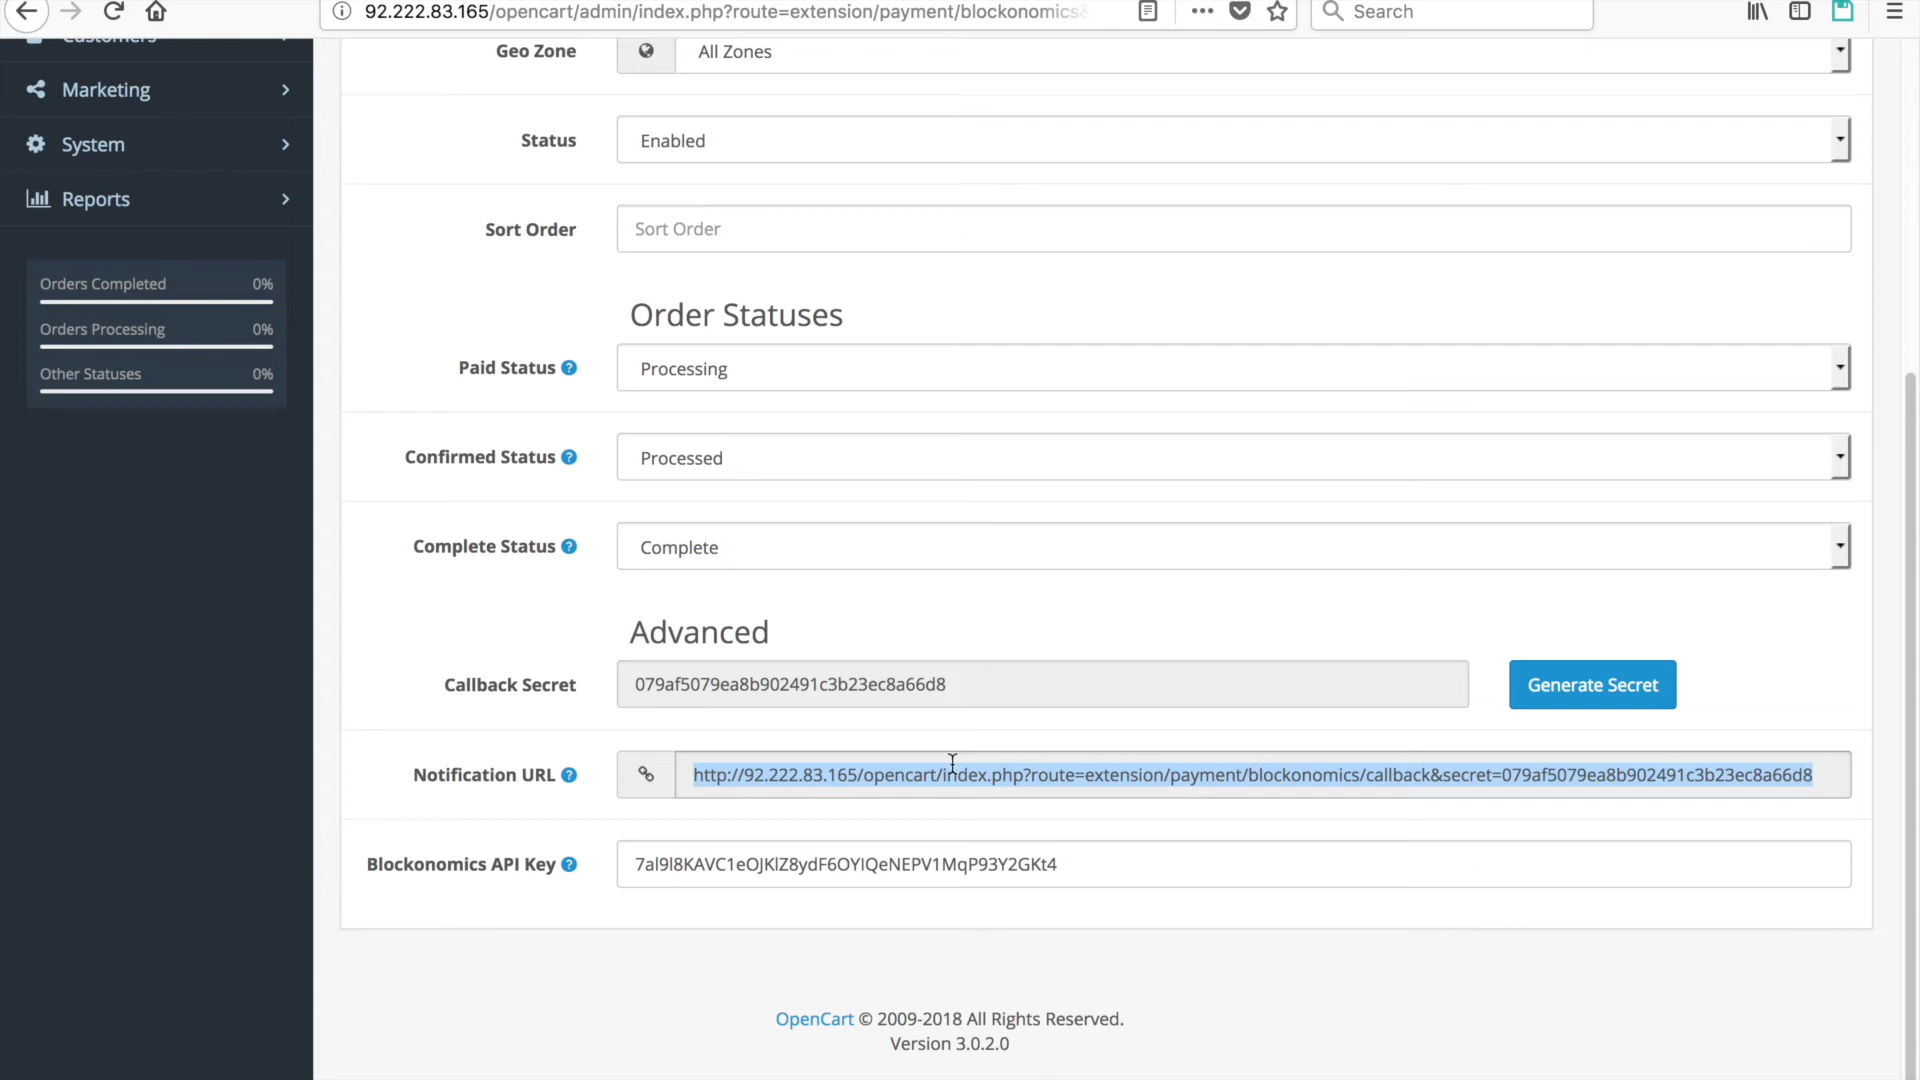 92.222.83.165/opencart/admin/index.php?route=extension/payment/blockonomics&
Search
Customers
Marketing
System
Reports
Orders Completed 0%
Orders Processing 0%
Other Statuses 0%
Geo Zone All Zones
Status Enabled
Sort Order Sort Order
Order Statuses
Paid Status ? Processing
Confirmed Status ? Processed
Complete Status ? Complete
Advanced
Callback Secret 079af5079ea8b902491c3b23ec8a66d8 Generate Secret
Notification URL ? http://92.222.83.165/opencart/index.php?route=extension/payment/blockonomics/callback&secret=079af5079ea8b902491c3b23ec8a66d8
Blockonomics API Key ? 7al9l8KAVC1eOJKlZ8ydF6OYIQeNEPV1MqP93Y2GKt4
OpenCart © 2009-2018 All Rights Reserved.
Version 3.0.2.0